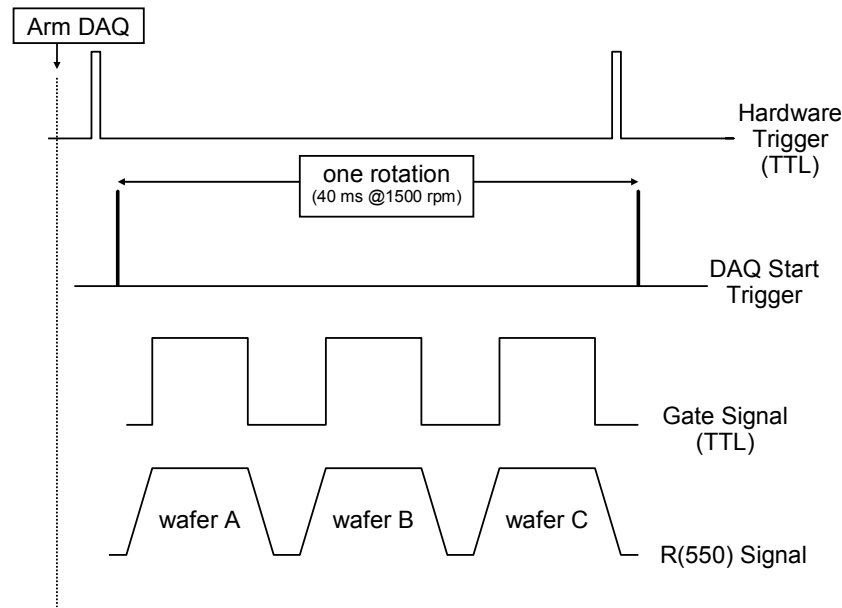 Arm DAQ
Hardware
Trigger
(TTL)
one rotation
(40 ms @1500 rpm)
DAQ Start
Trigger
Gate Signal
(TTL)
wafer A
wafer B
wafer C
R(550) Signal